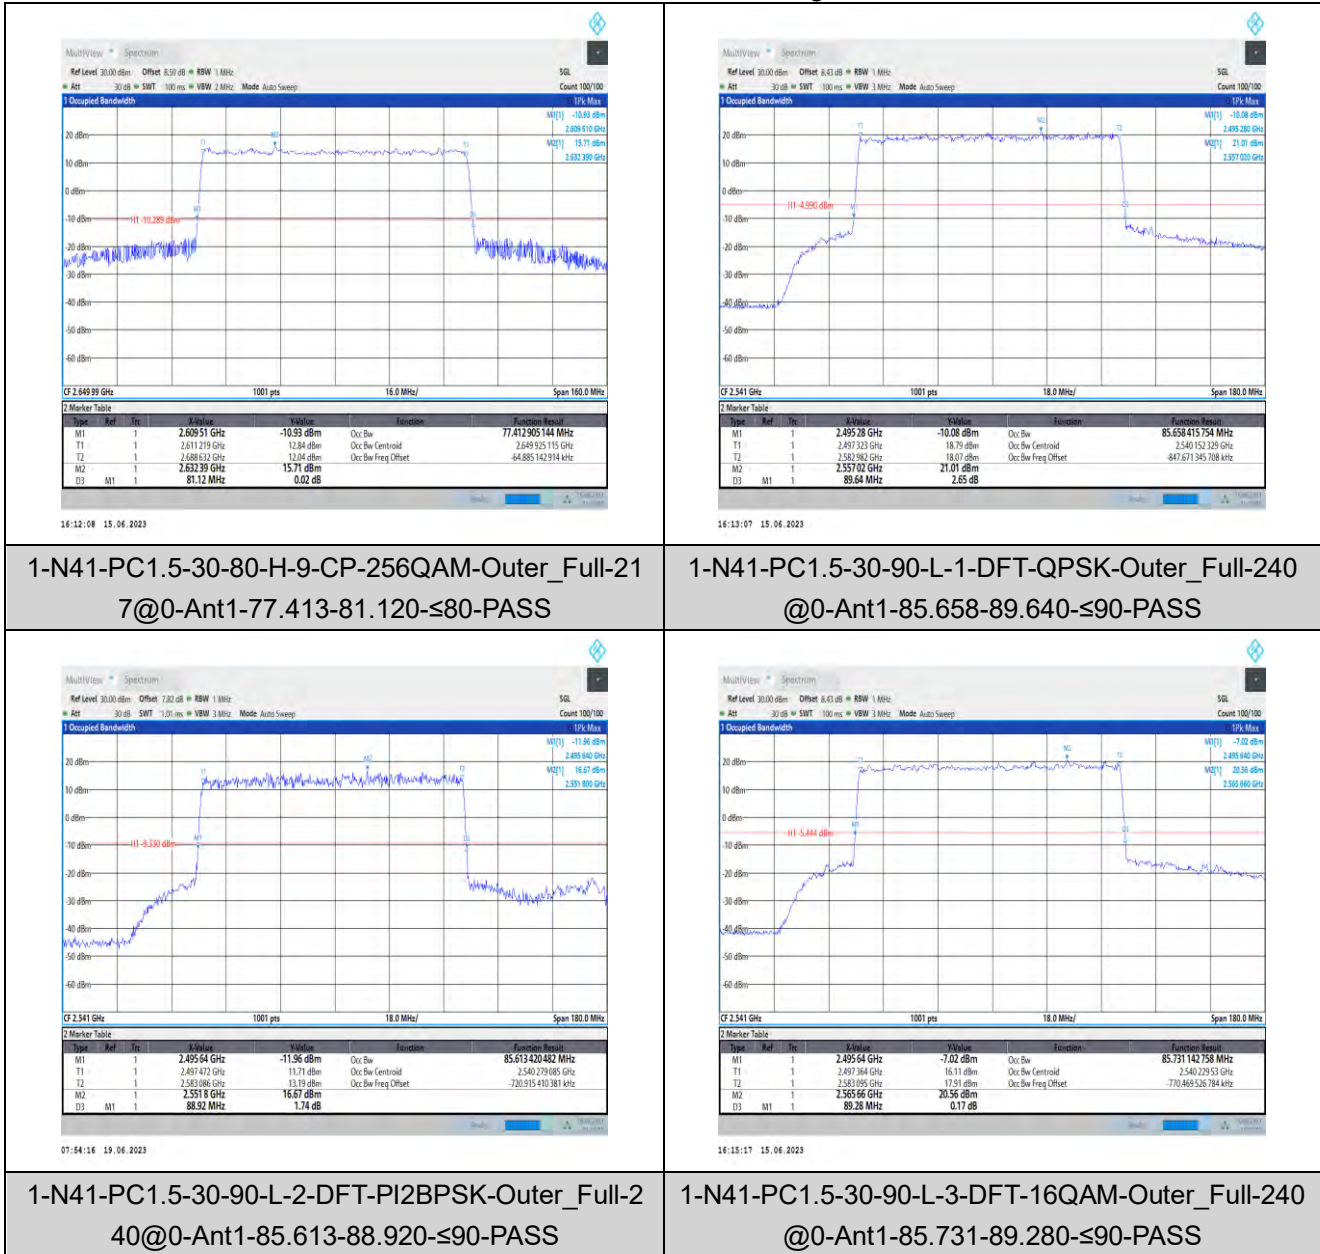 MultiView Spectrum
Ref Level 30.00 dBm Offset 8.59 dB RBW 1 MHz SGL
Att 30 dB SWT 100 ms VBW 2 MHz Mode Auto Sweep Count 100/100
1 Occupied Bandwidth 1Pk Max
M1[1] -10.93 dBm
2.609 510 GHz
M2[1] 15.71 dBm
2.632 390 GHz
20 dBm
10 dBm
0 dBm
-10 dBm
H1 -10.289 dBm
-20 dBm
-30 dBm
-40 dBm
-50 dBm
-60 dBm
T1
M2
T2
M1
D3
CF 2.649 99 GHz 1001 pts 16.0 MHz/ Span 160.0 MHz
2 Marker Table
Type Ref Trc X-Value Y-Value Function Function Result
M1 1 2.609 51 GHz -10.93 dBm Occ Bw 77.412 905 144 MHz
T1 1 2.611 219 GHz 12.84 dBm Occ Bw Centroid 2.649 925 115 GHz
T2 1 2.688 632 GHz 12.04 dBm Occ Bw Freq Offset -64.885 142 914 kHz
M2 1 2.632 39 GHz 15.71 dBm
D3 M1 1 81.12 MHz 0.02 dB
16:12:08 15.06.2023
1-N41-PC1.5-30-80-H-9-CP-256QAM-Outer_Full-21
7@0-Ant1-77.413-81.120-≤80-PASS
MultiView Spectrum
Ref Level 30.00 dBm Offset 8.43 dB RBW 1 MHz SGL
Att 30 dB SWT 100 ms VBW 3 MHz Mode Auto Sweep Count 100/100
1 Occupied Bandwidth 1Pk Max
M1[1] -10.08 dBm
2.495 280 GHz
M2[1] 21.01 dBm
2.557 020 GHz
20 dBm
10 dBm
0 dBm
H1 -4.990 dBm
-10 dBm
-20 dBm
-30 dBm
-40 dBm
-50 dBm
-60 dBm
T1
M2
T2
M1
D3
CF 2.541 GHz 1001 pts 18.0 MHz/ Span 180.0 MHz
2 Marker Table
Type Ref Trc X-Value Y-Value Function Function Result
M1 1 2.495 28 GHz -10.08 dBm Occ Bw 85.658 415 754 MHz
T1 1 2.497 323 GHz 18.79 dBm Occ Bw Centroid 2.540 152 329 GHz
T2 1 2.582 982 GHz 18.07 dBm Occ Bw Freq Offset -847.671 345 708 kHz
M2 1 2.557 02 GHz 21.01 dBm
D3 M1 1 89.64 MHz 2.65 dB
16:13:07 15.06.2023
1-N41-PC1.5-30-90-L-1-DFT-QPSK-Outer_Full-240
@0-Ant1-85.658-89.640-≤90-PASS
MultiView Spectrum
Ref Level 30.00 dBm Offset 7.82 dB RBW 1 MHz SGL
Att 30 dB SWT 1.01 ms VBW 3 MHz Mode Auto Sweep Count 100/100
1 Occupied Bandwidth 1Pk Max
M1[1] -11.96 dBm
2.495 640 GHz
M2[1] 16.67 dBm
2.551 800 GHz
20 dBm
10 dBm
0 dBm
-10 dBm
H1 -9.330 dBm
-20 dBm
-30 dBm
-40 dBm
-50 dBm
-60 dBm
T1
M2
T2
M1
D3
CF 2.541 GHz 1001 pts 18.0 MHz/ Span 180.0 MHz
2 Marker Table
Type Ref Trc X-Value Y-Value Function Function Result
M1 1 2.495 64 GHz -11.96 dBm Occ Bw 85.613 420 482 MHz
T1 1 2.497 472 GHz 11.71 dBm Occ Bw Centroid 2.540 279 085 GHz
T2 1 2.583 086 GHz 13.19 dBm Occ Bw Freq Offset -720.915 410 381 kHz
M2 1 2.551 8 GHz 16.67 dBm
D3 M1 1 88.92 MHz 1.74 dB
07:54:16 19.06.2023
1-N41-PC1.5-30-90-L-2-DFT-PI2BPSK-Outer_Full-2
40@0-Ant1-85.613-88.920-≤90-PASS
MultiView Spectrum
Ref Level 30.00 dBm Offset 8.43 dB RBW 1 MHz SGL
Att 30 dB SWT 100 ms VBW 3 MHz Mode Auto Sweep Count 100/100
1 Occupied Bandwidth 1Pk Max
M1[1] -7.02 dBm
2.495 640 GHz
M2[1] 20.56 dBm
2.565 660 GHz
20 dBm
10 dBm
0 dBm
H1 -5.444 dBm
-10 dBm
-20 dBm
-30 dBm
-40 dBm
-50 dBm
-60 dBm
T1
M2
T2
M1
D3
CF 2.541 GHz 1001 pts 18.0 MHz/ Span 180.0 MHz
2 Marker Table
Type Ref Trc X-Value Y-Value Function Function Result
M1 1 2.495 64 GHz -7.02 dBm Occ Bw 85.731 142 758 MHz
T1 1 2.497 364 GHz 16.11 dBm Occ Bw Centroid 2.540 229 53 GHz
T2 1 2.583 095 GHz 17.91 dBm Occ Bw Freq Offset -770.469 526 784 kHz
M2 1 2.565 66 GHz 20.56 dBm
D3 M1 1 89.28 MHz 0.17 dB
16:15:17 15.06.2023
1-N41-PC1.5-30-90-L-3-DFT-16QAM-Outer_Full-240
@0-Ant1-85.731-89.280-≤90-PASS